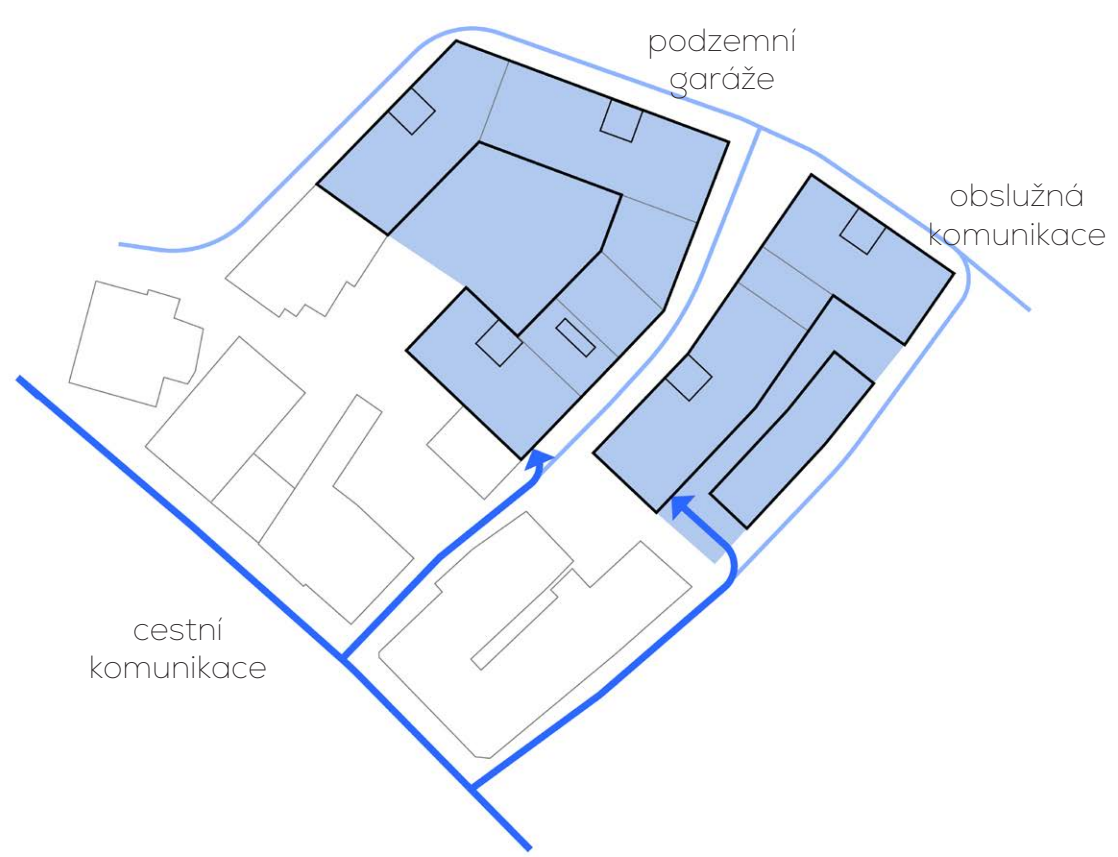 podzemní
garáže
obslužná
komunikace
cestní
komunikace